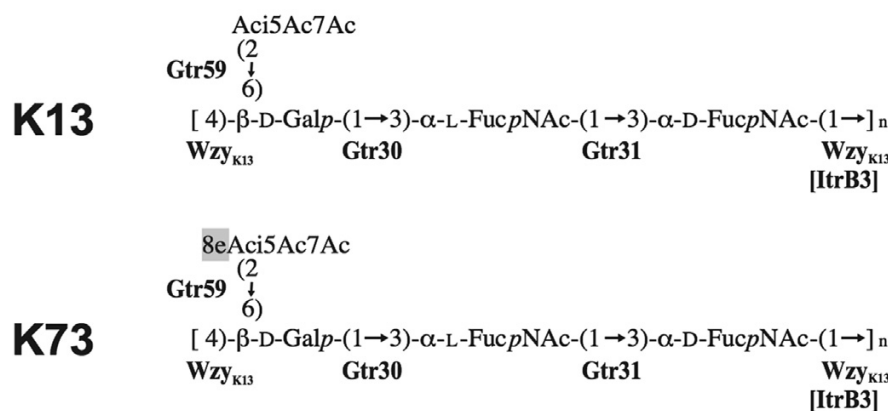 Aci5Ac7Ac
(2
Gtr59 ↓
6)
K13 [ 4)-β-D-Galp-(1→3)-α-L-FucpNAc-(1→3)-α-D-FucpNAc-(1→] n
WzyK13 Gtr30 Gtr31 WzyK13
[ItrB3]
8eAci5Ac7Ac
(2
Gtr59 ↓
6)
K73 [ 4)-β-D-Galp-(1→3)-α-L-FucpNAc-(1→3)-α-D-FucpNAc-(1→] n
WzyK13 Gtr30 Gtr31 WzyK13
[ItrB3]